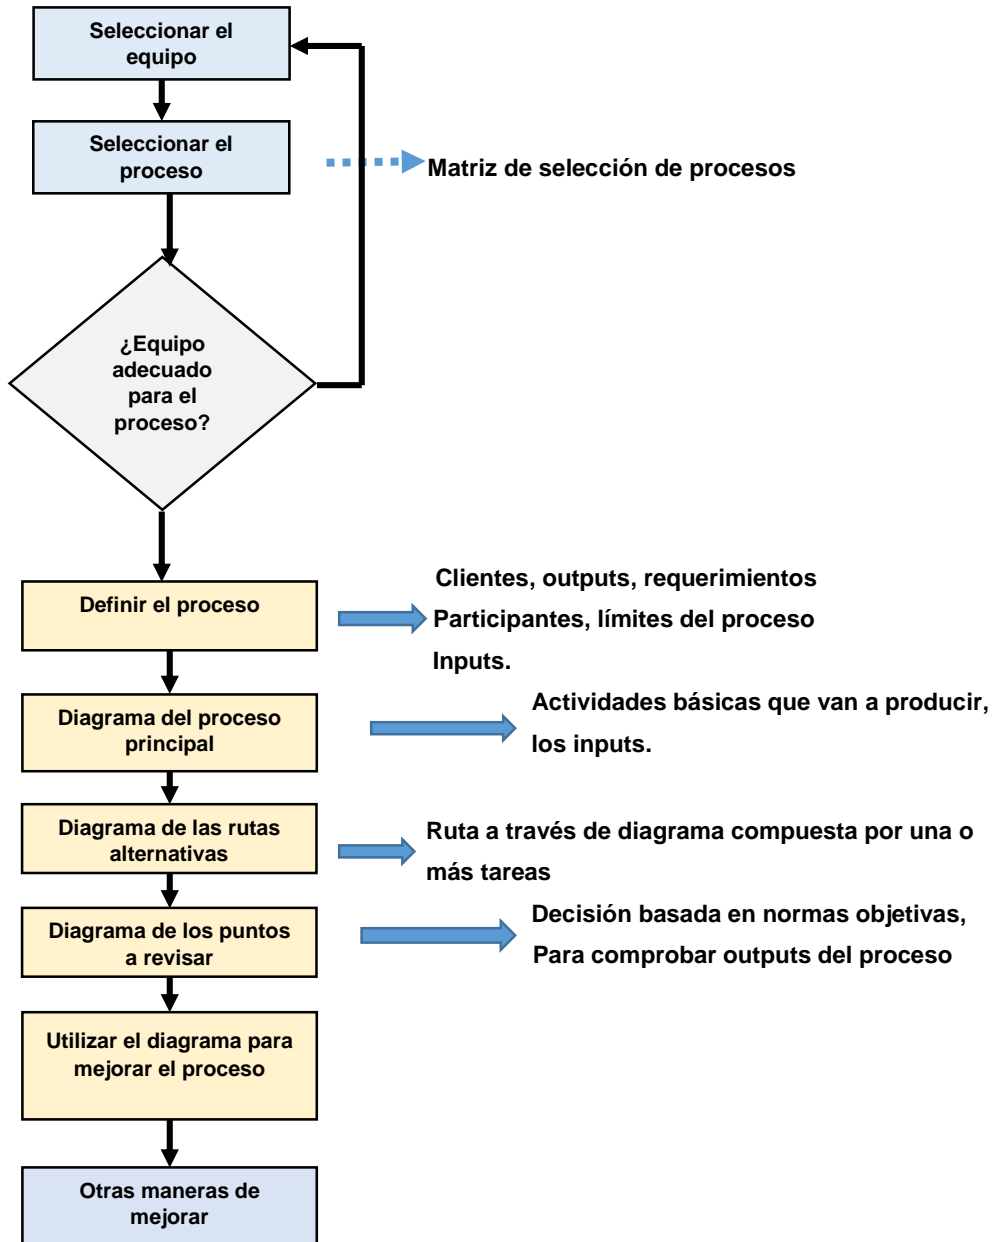 Seleccionar el
equipo
Seleccionar el
proceso
Matriz de selección de procesos
¿Equipo
adecuado
para el
proceso?
Definir el proceso
Clientes, outputs, requerimientos
Participantes, límites del proceso
Inputs.
Diagrama del proceso
principal
Actividades básicas que van a producir,
los inputs.
Diagrama de las rutas
alternativas
Ruta a través de diagrama compuesta por una o
más tareas
Diagrama de los puntos
a revisar
Decisión basada en normas objetivas,
Para comprobar outputs del proceso
Utilizar el diagrama para
mejorar el proceso
Otras maneras de
mejorar